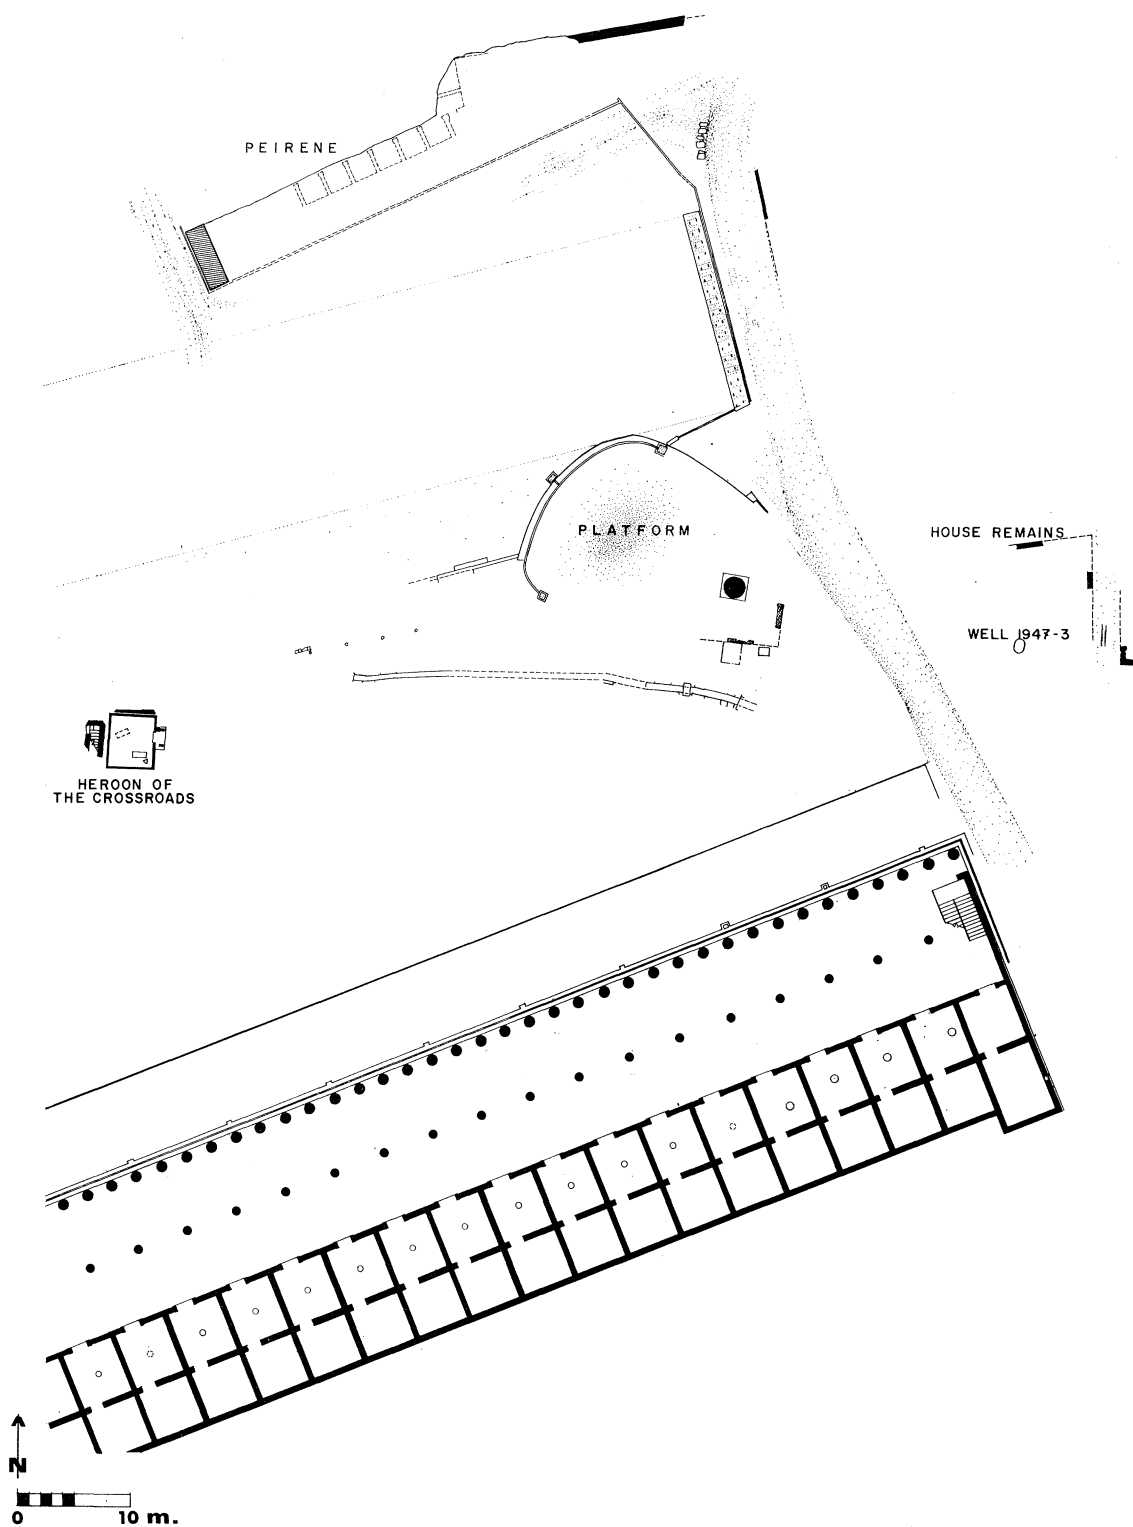 PEIRENE
PLATFORM
HOUSE REMAINS
WELL 1947-3
HEROON OF
THE CROSSROADS
N
0 10 m.